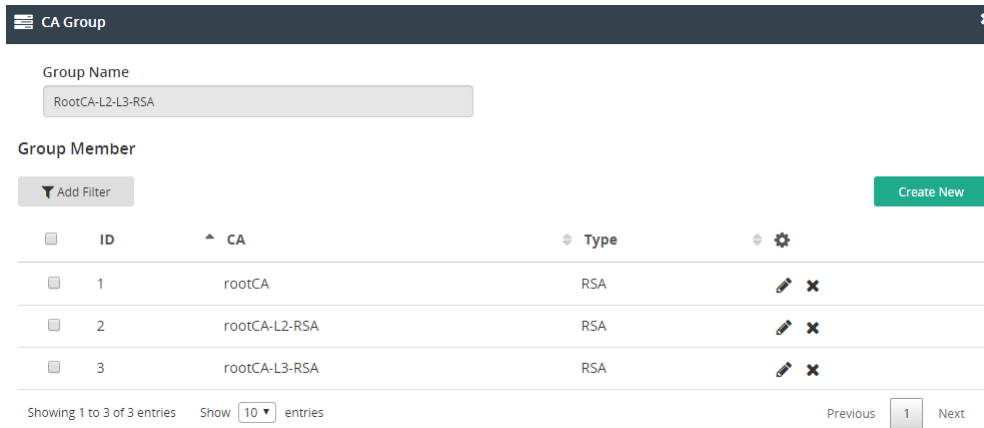 CA Group
Group Name
RootCA-L2-L3-RSA
Group Member
Add Filter
Create New
ID CA Type
1 rootCA RSA
2 rootCA-L2-RSA RSA
3 rootCA-L3-RSA RSA
Showing 1 to 3 of 3 entries Show 10 entries Previous 1 Next